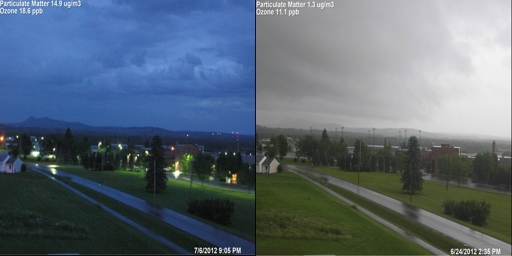 Particulate Matter 14.9 ug/m3
Ozone 18.6 ppb
7/6/2012 9:05 PM
Particulate Matter 1.3 ug/m3
Ozone 11.1 ppb
6/24/2012 2:35 PM